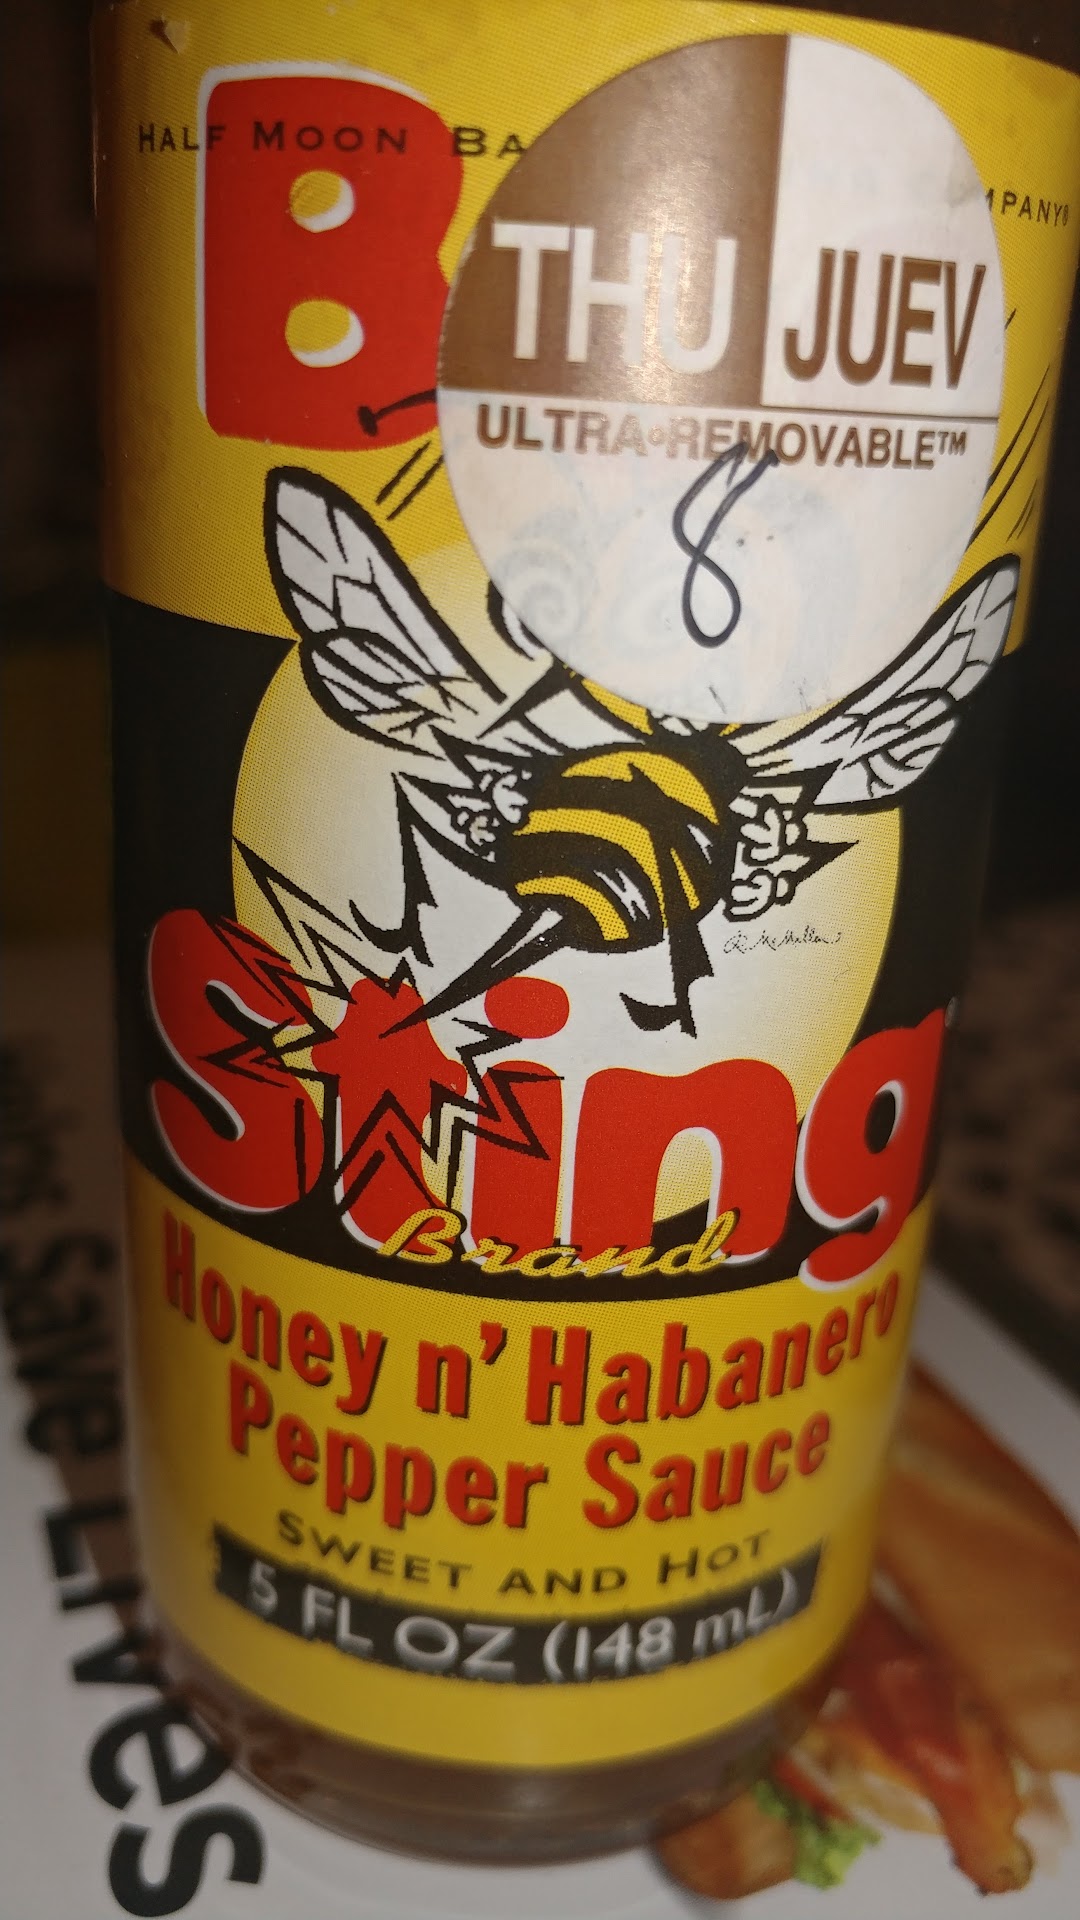 HALF MOON BA
MPANY®
B
THU JUEV
ULTRA•REMOVABLE™
8
Sting
Brand
Honey n' Habanero
Pepper Sauce
SWEET AND HOT
5 FL OZ (148 mL)
Save Lives